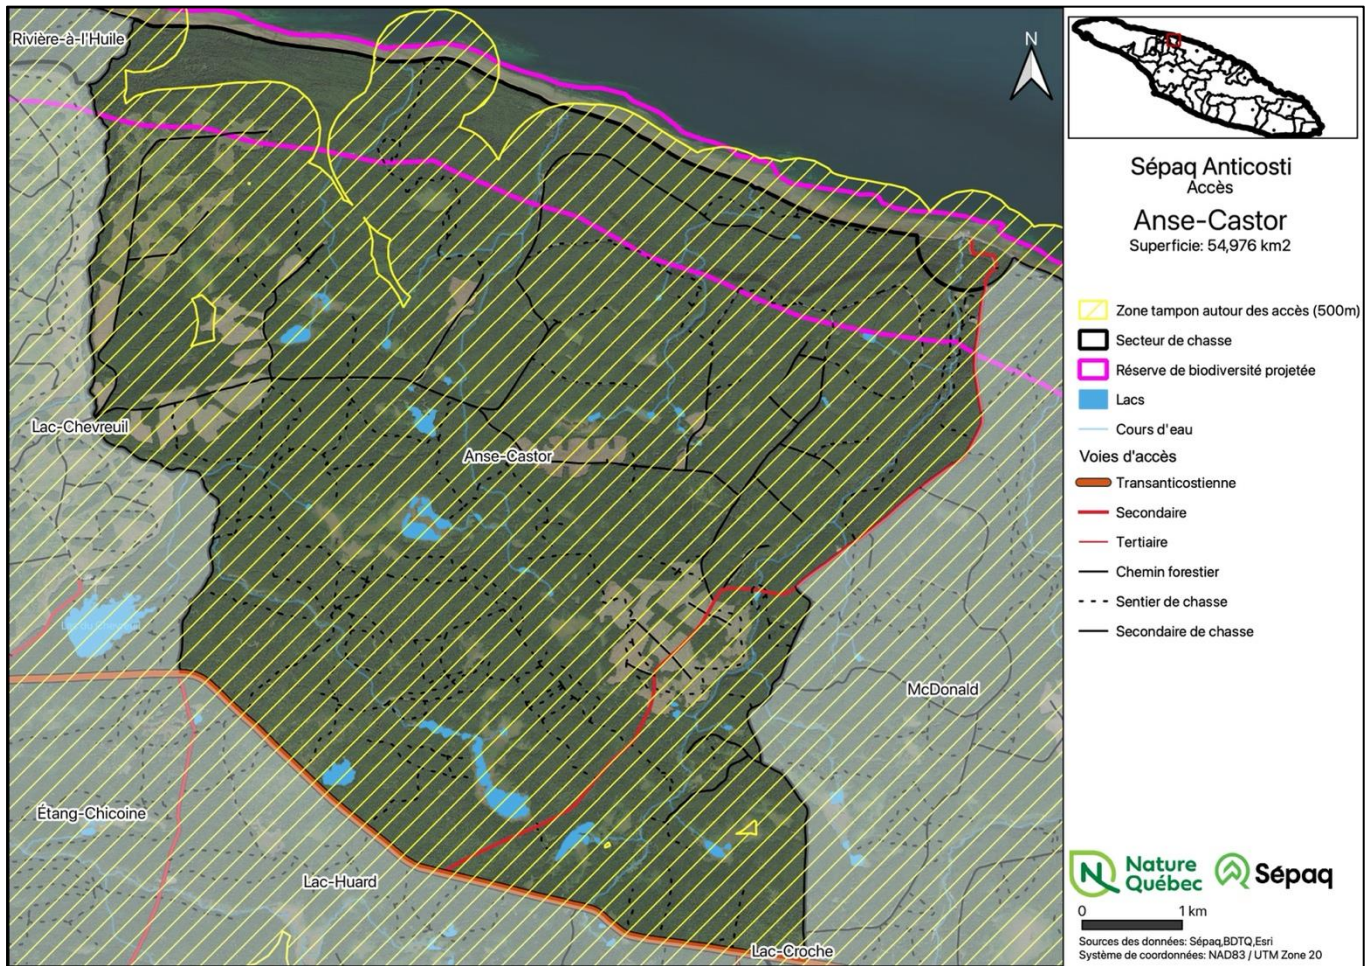 Rivière-à-l'Huile
N
Lac-Chevreuil
Anse-Castor
McDonald
Étang-Chicoine
Lac-Huard
Lac-Croche
Sépaq Anticosti
Accès
Anse-Castor
Superficie: 54,976 km2
Zone tampon autour des accès (500m)
Secteur de chasse
Réserve de biodiversité projetée
Lacs
Cours d'eau
Voies d'accès
Transanticostienne
Secondaire
Tertiaire
Chemin forestier
Sentier de chasse
Secondaire de chasse
Nature
Québec
Sépaq
0 1 km
Sources des données: Sépaq,BDTQ,Esri
Système de coordonnées: NAD83 / UTM Zone 20